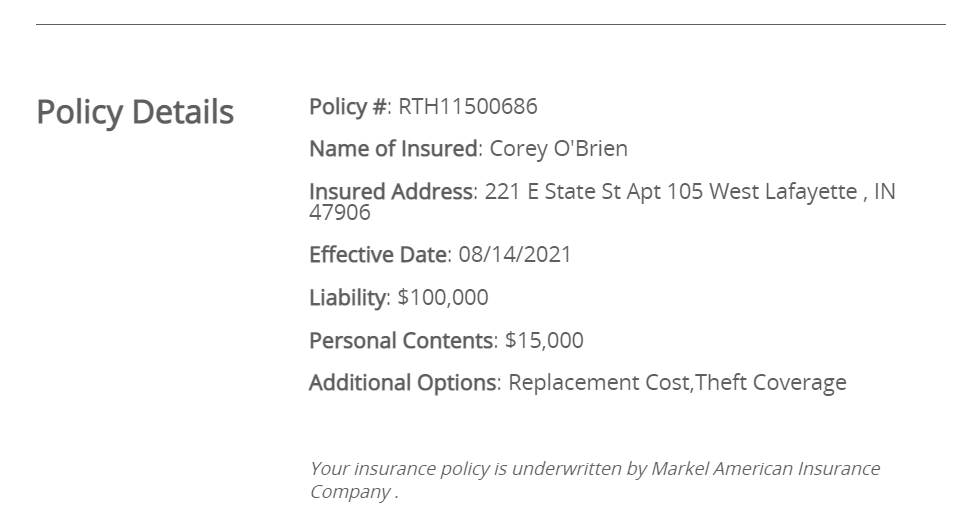 Policy Details
Policy #: RTH11500686
Name of Insured: Corey O'Brien
Insured Address: 221 E State St Apt 105 West Lafayette , IN
47906
Effective Date: 08/14/2021
Liability: $100,000
Personal Contents: $15,000
Additional Options: Replacement Cost,Theft Coverage
Your insurance policy is underwritten by Markel American Insurance
Company .